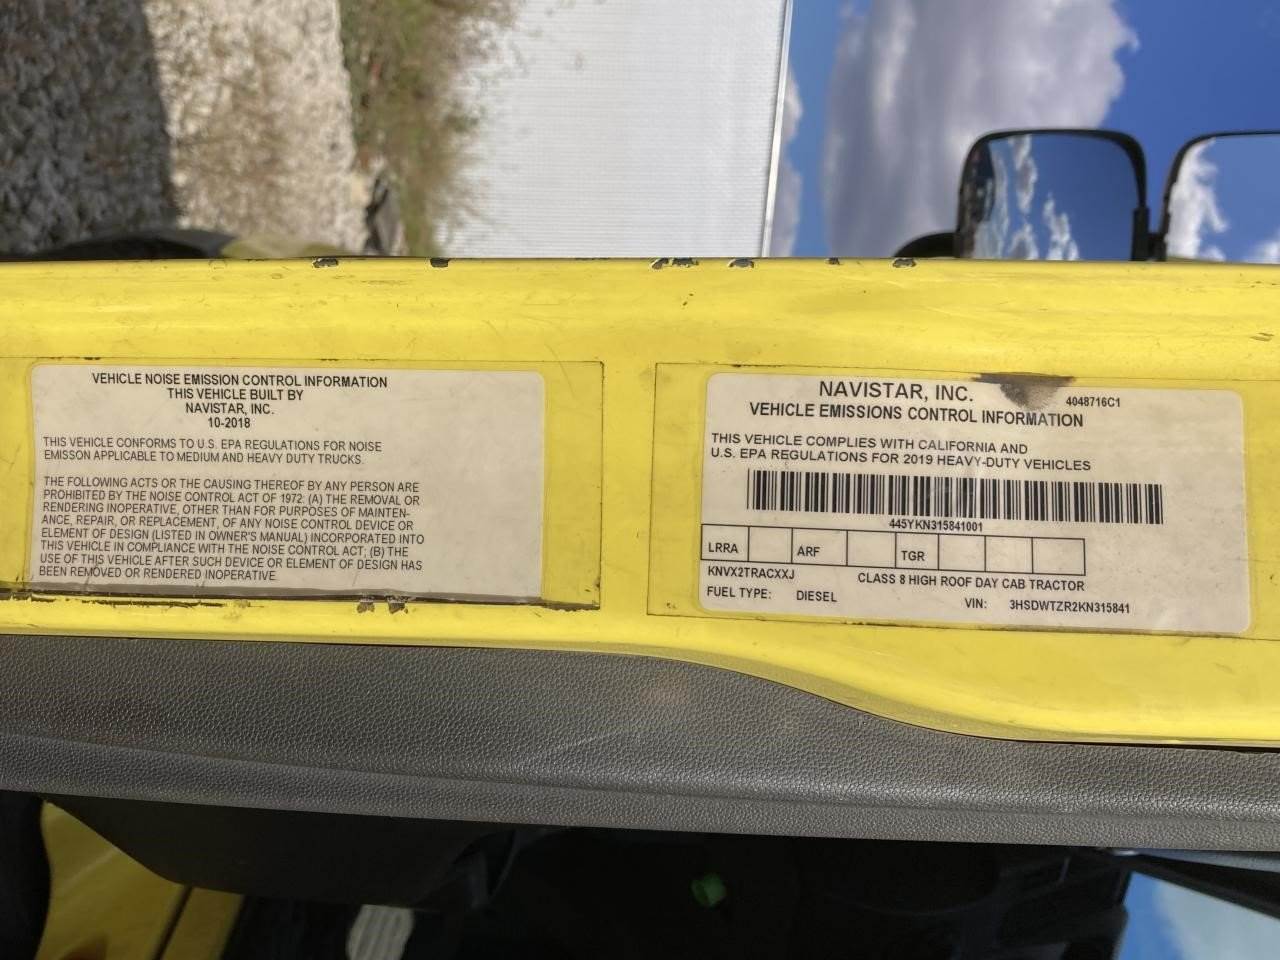 VEHICLE NOISE EMISSION CONTROL INFORMATION
THIS VEHICLE BUILT BY
NAVISTAR, INC.
10-2018
THIS VEHICLE CONFORMS TO U.S. EPA REGULATIONS FOR NOISE
EMISSON APPLICABLE TO MEDIUM AND HEAVY DUTY TRUCKS.
THE FOLLOWING ACTS OR THE CAUSING THEREOF BY ANY PERSON ARE
PROHIBITED BY THE NOISE CONTROL ACT OF 1972: (A) THE REMOVAL OR
RENDERING INOPERATIVE, OTHER THAN FOR PURPOSES OF MAINTEN-
ANCE, REPAIR, OR REPLACEMENT, OF ANY NOISE CONTROL DEVICE OR
ELEMENT OF DESIGN (LISTED IN OWNER'S MANUAL) INCORPORATED INTO
THIS VEHICLE IN COMPLIANCE WITH THE NOISE CONTROL ACT; (B) THE
USE OF THIS VEHICLE AFTER SUCH DEVICE OR ELEMENT OF DESIGN HAS
BEEN REMOVED OR RENDERED INOPERATIVE.
NAVISTAR, INC. 4048716C1
VEHICLE EMISSIONS CONTROL INFORMATION
THIS VEHICLE COMPLIES WITH CALIFORNIA AND
U.S. EPA REGULATIONS FOR 2019 HEAVY-DUTY VEHICLES
445YKN315841001
LRRA ARF TGR
KNVX2TRACXXJ CLASS 8 HIGH ROOF DAY CAB TRACTOR
FUEL TYPE: DIESEL VIN: 3HSDWTZR2KN315841